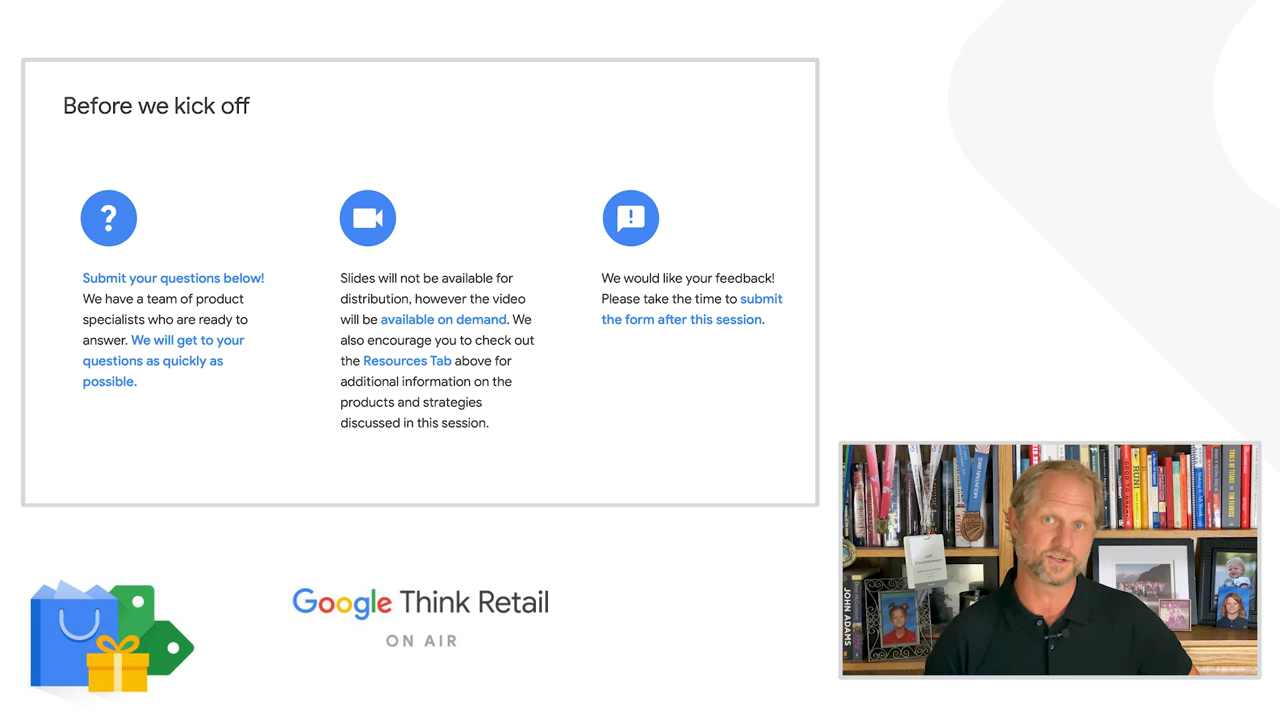 Before we kick off
?
Submit your questions below!
We have a team of product
specialists who are ready to
answer. We will get to your
questions as quickly as
possible.
Slides will not be available for
distribution, however the video
will be available on demand. We
also encourage you to check out
the Resources Tab above for
additional information on the
products and strategies
discussed in this session.
!
We would like your feedback!
Please take the time to submit
the form after this session.
Google Think Retail
ON AIR
JOHN ADAMS
RUN!
MOUNTAIN